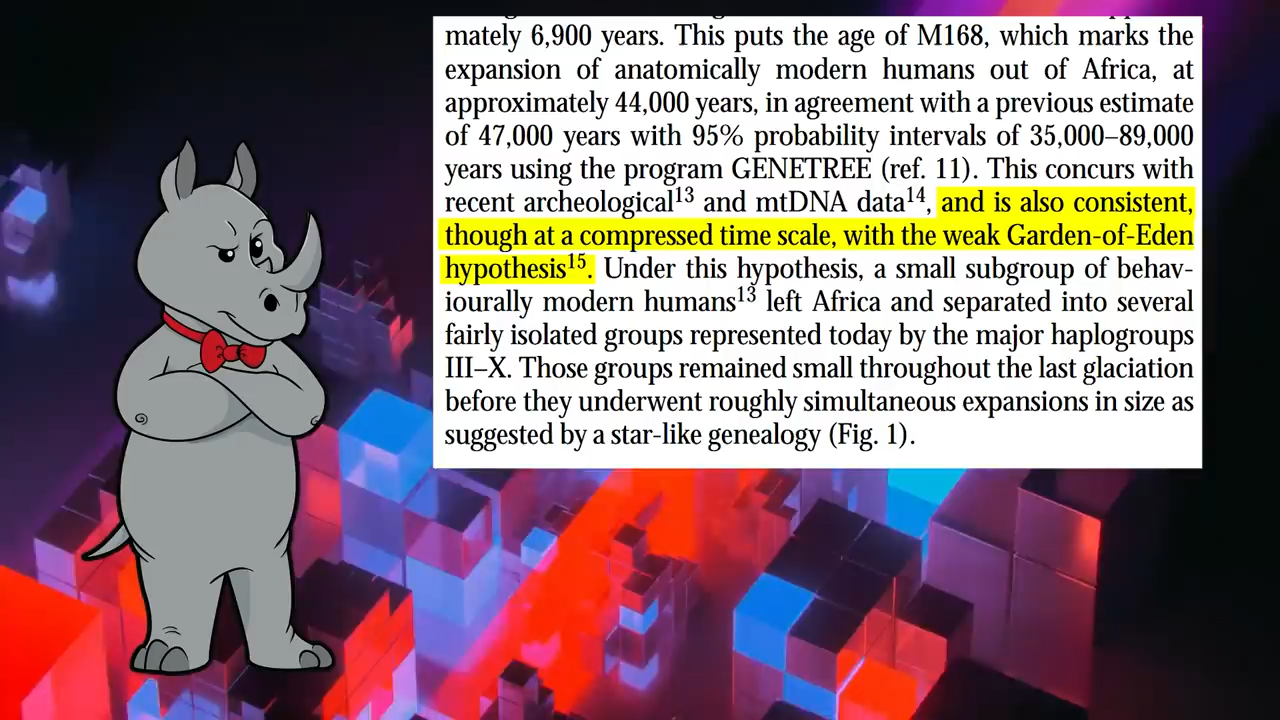 mately 6,900 years. This puts the age of M168, which marks the
expansion of anatomically modern humans out of Africa, at
approximately 44,000 years, in agreement with a previous estimate
of 47,000 years with 95% probability intervals of 35,000–89,000
years using the program GENETREE (ref. 11). This concurs with
recent archeological¹³ and mtDNA data¹⁴, and is also consistent,
though at a compressed time scale, with the weak Garden-of-Eden
hypothesis¹⁵. Under this hypothesis, a small subgroup of behav-
iourally modern humans¹³ left Africa and separated into several
fairly isolated groups represented today by the major haplogroups
III–X. Those groups remained small throughout the last glaciation
before they underwent roughly simultaneous expansions in size as
suggested by a star-like genealogy (Fig. 1).